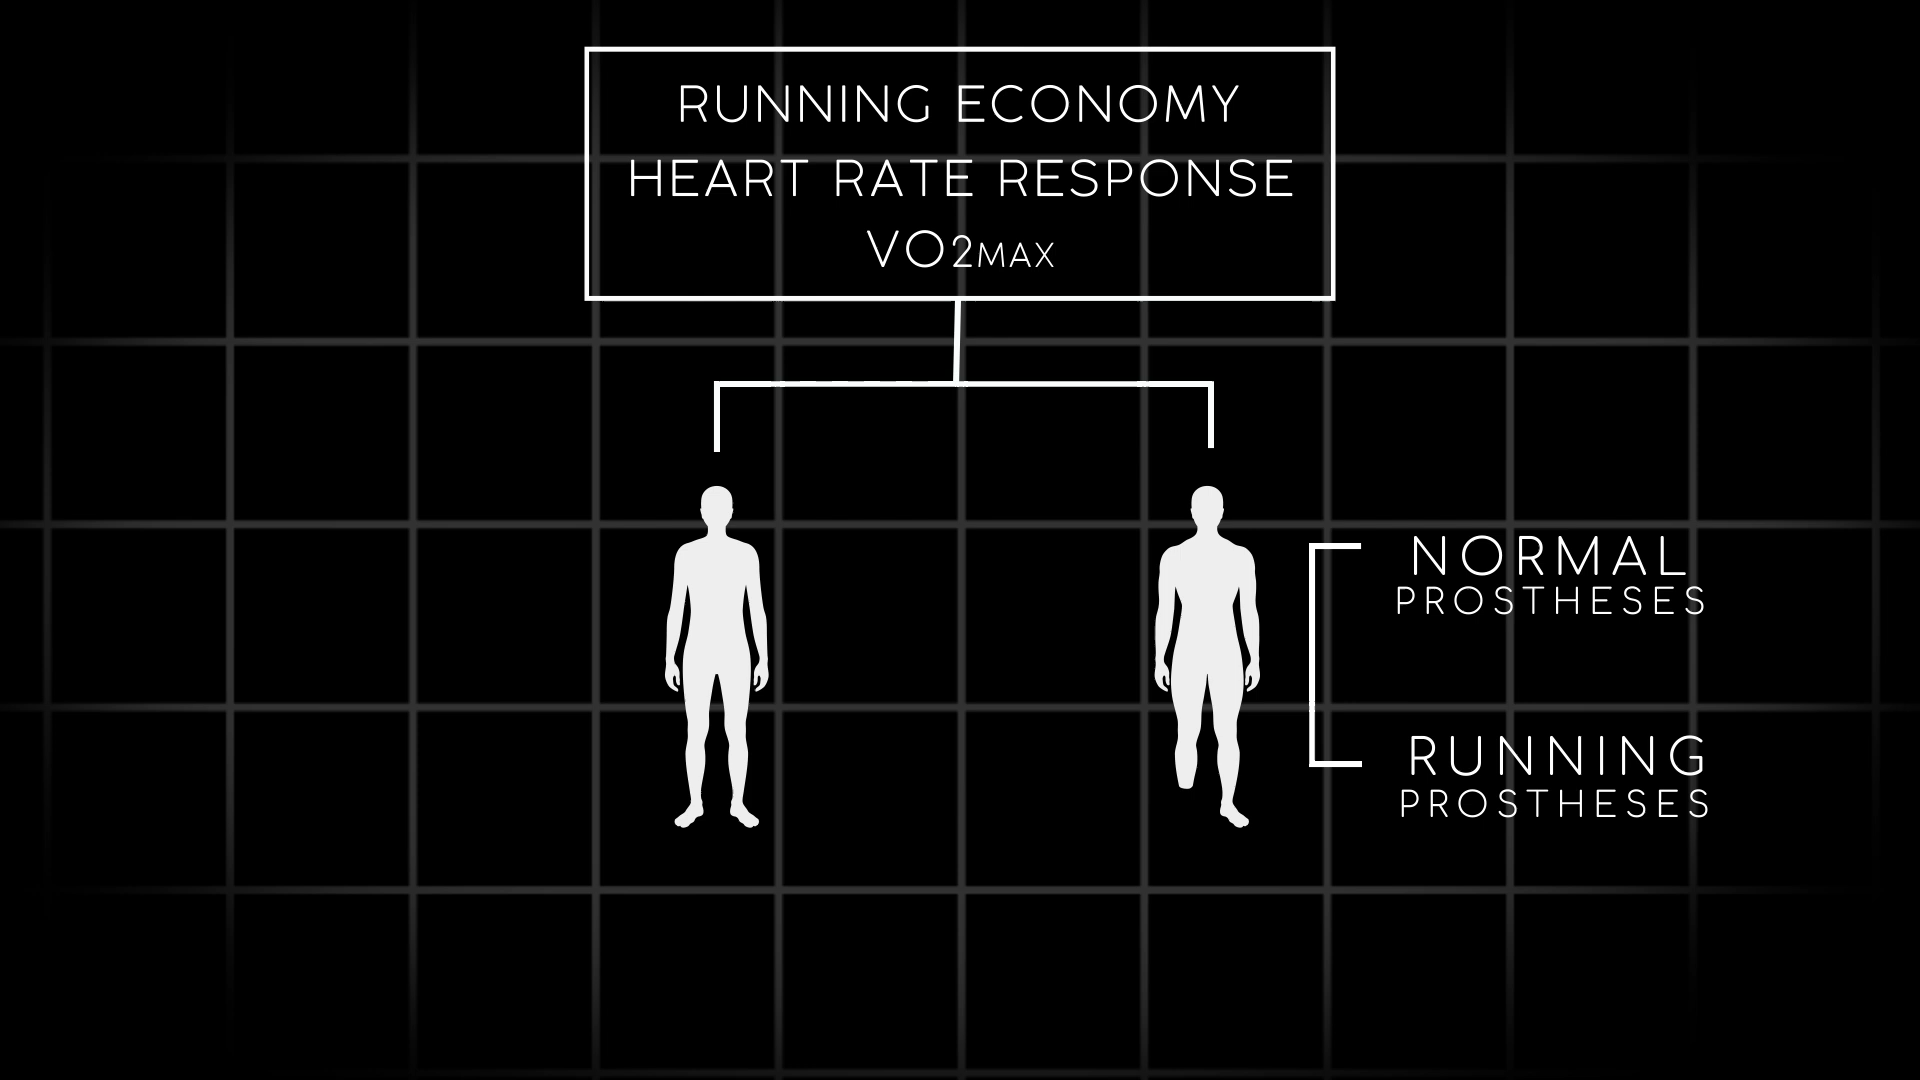 RUNNING ECONOMY
HEART RATE RESPONSE
VO2MAX
NORMAL
PROSTHESES
RUNNING
PROSTHESES